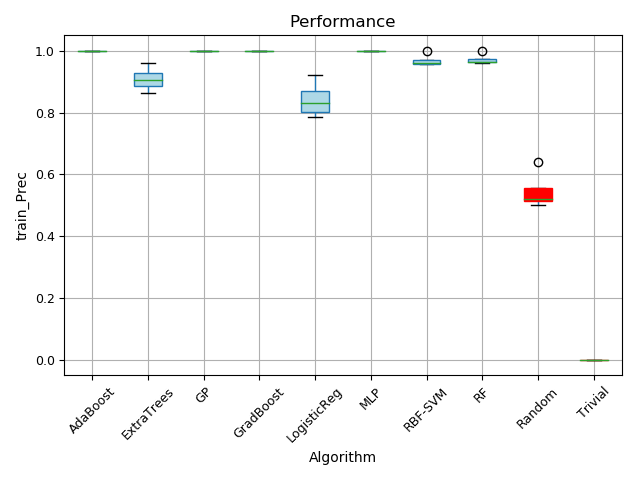 Performance
train_Prec
1.0
0.8
0.6
0.4
0.2
0.0
AdaBoost
ExtraTrees
GP
GradBoost
LogisticReg
MLP
RBF-SVM
RF
Random
Trivial
Algorithm